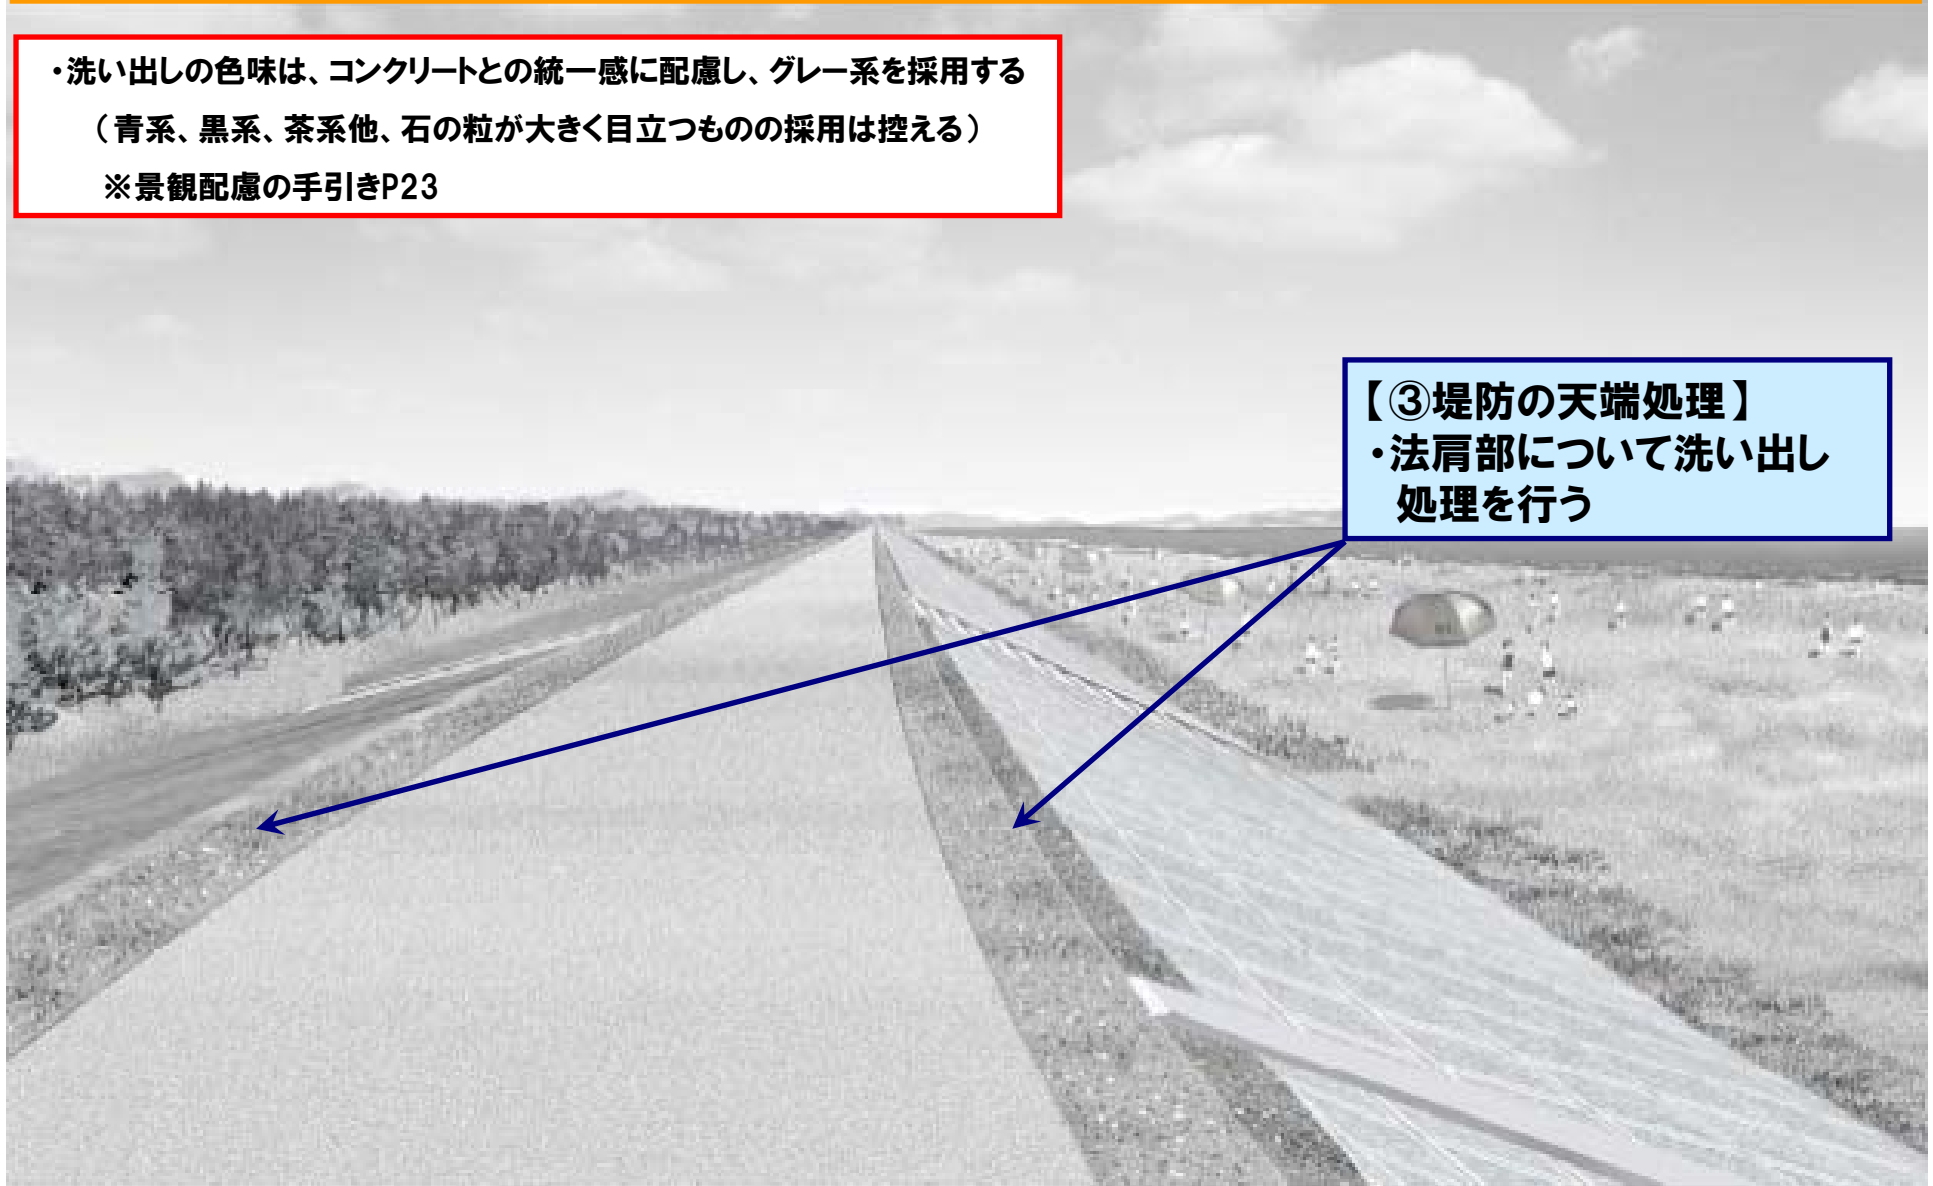 ・洗い出しの色味は、コンクリートとの統一感に配慮し、グレー系を採用する
（青系、黒系、茶系他、石の粒が大きく目立つものの採用は控える）
※景観配慮の手引きP23
【③堤防の天端処理】
・法肩部について洗い出し
処理を行う